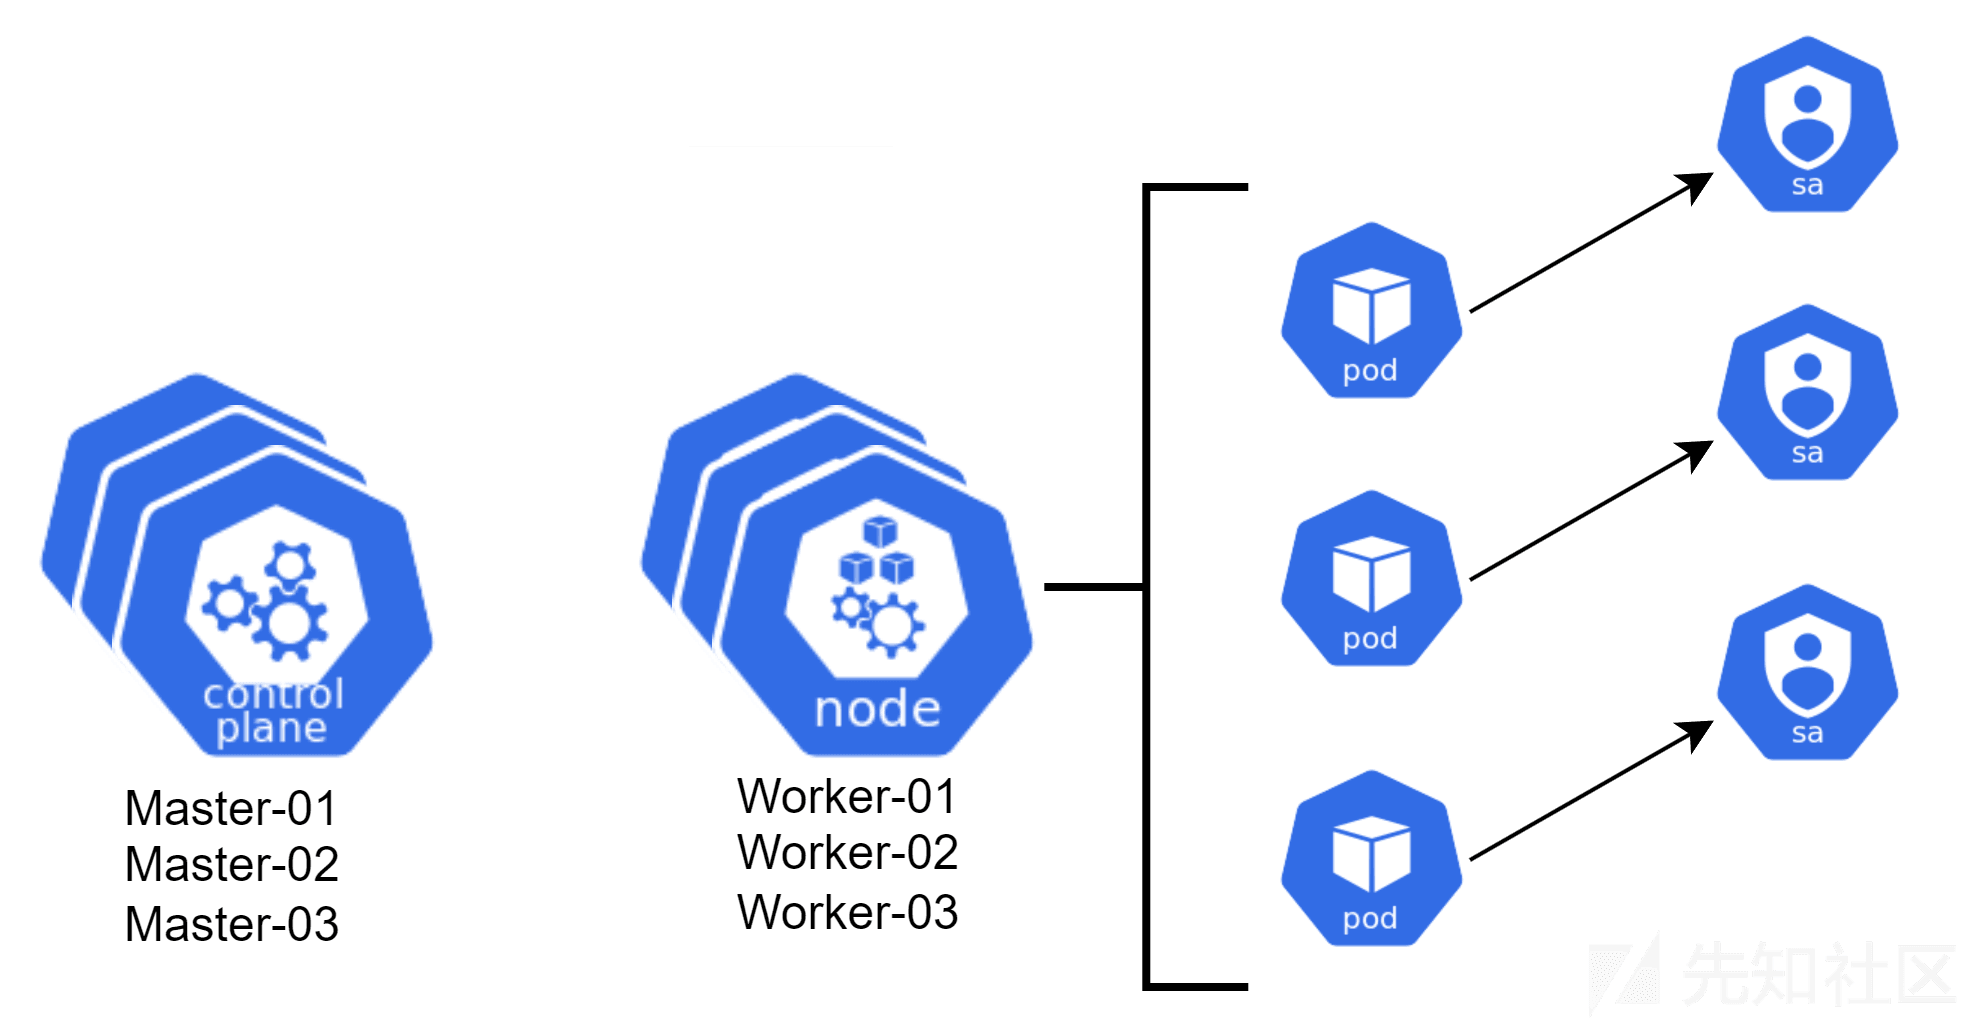 control
plane
Master-01
Master-02
Master-03
node
Worker-01
Worker-02
Worker-03
pod
pod
pod
sa
sa
sa
先知社区